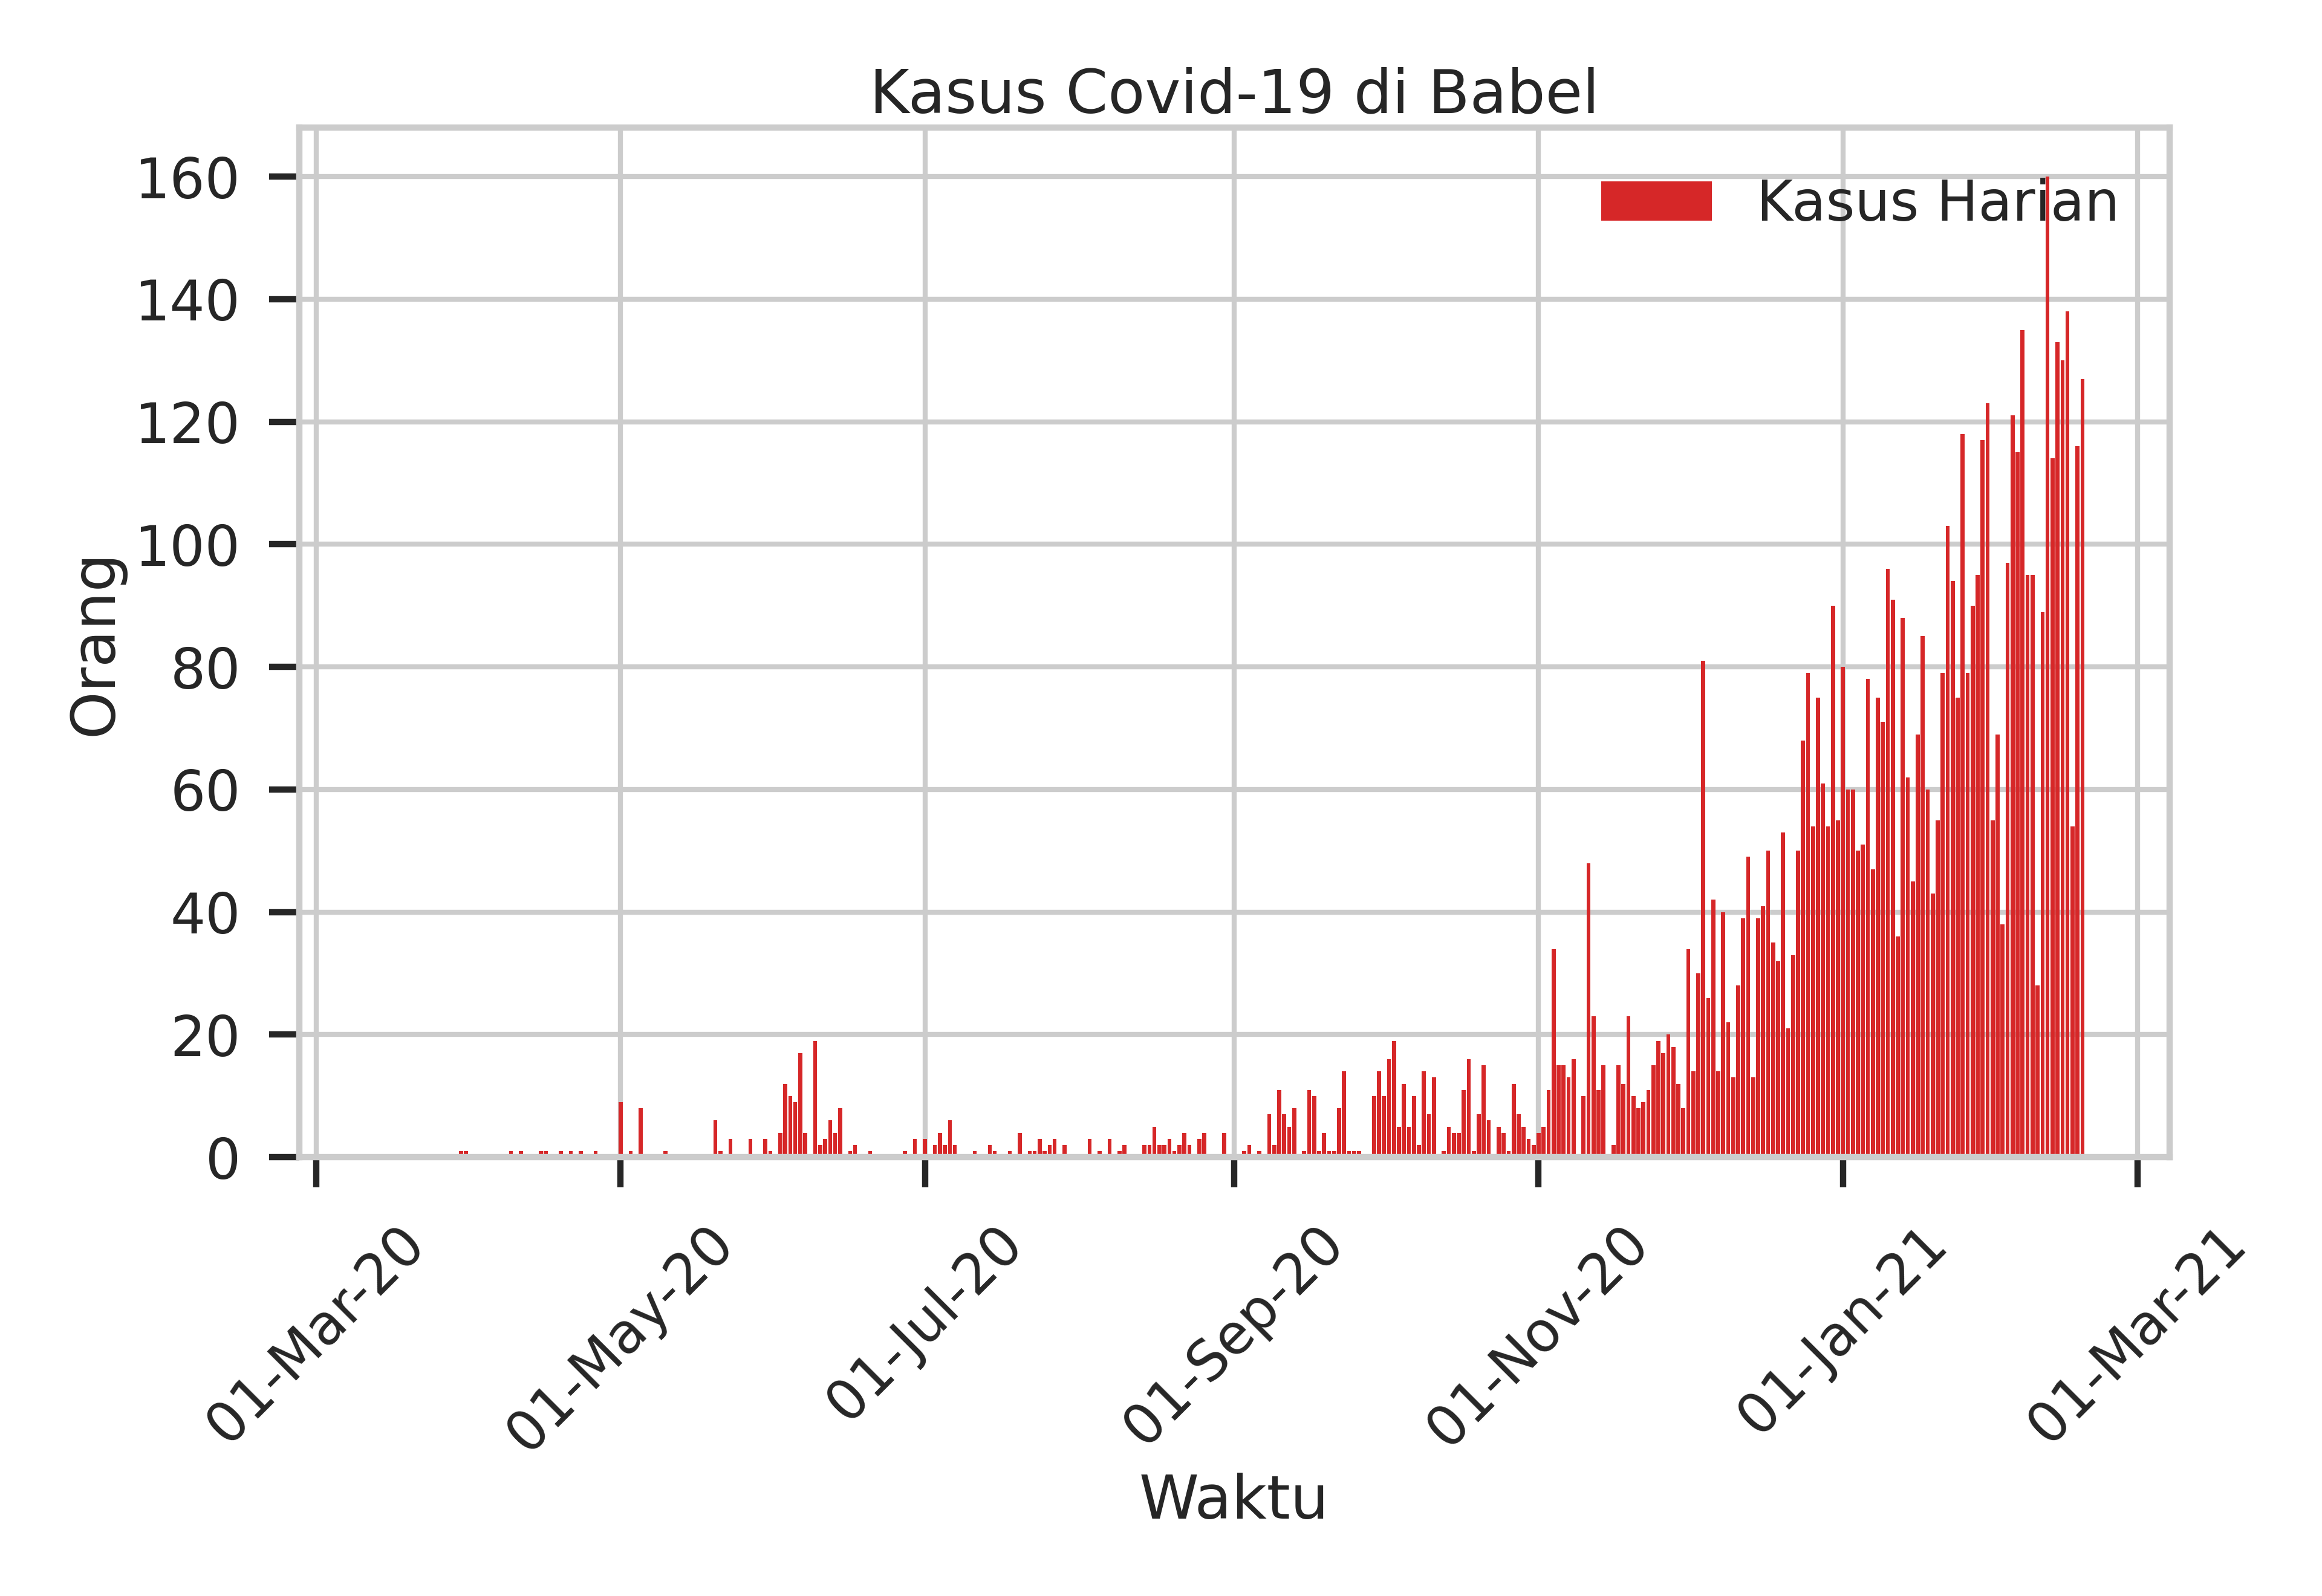 Kasus Covid-19 di Babel
Kasus Harian
160
140
120
100
80
60
40
20
0
Orang
01-Mar-20
01-May-20
01-Jul-20
01-Sep-20
01-Nov-20
01-Jan-21
01-Mar-21
Waktu